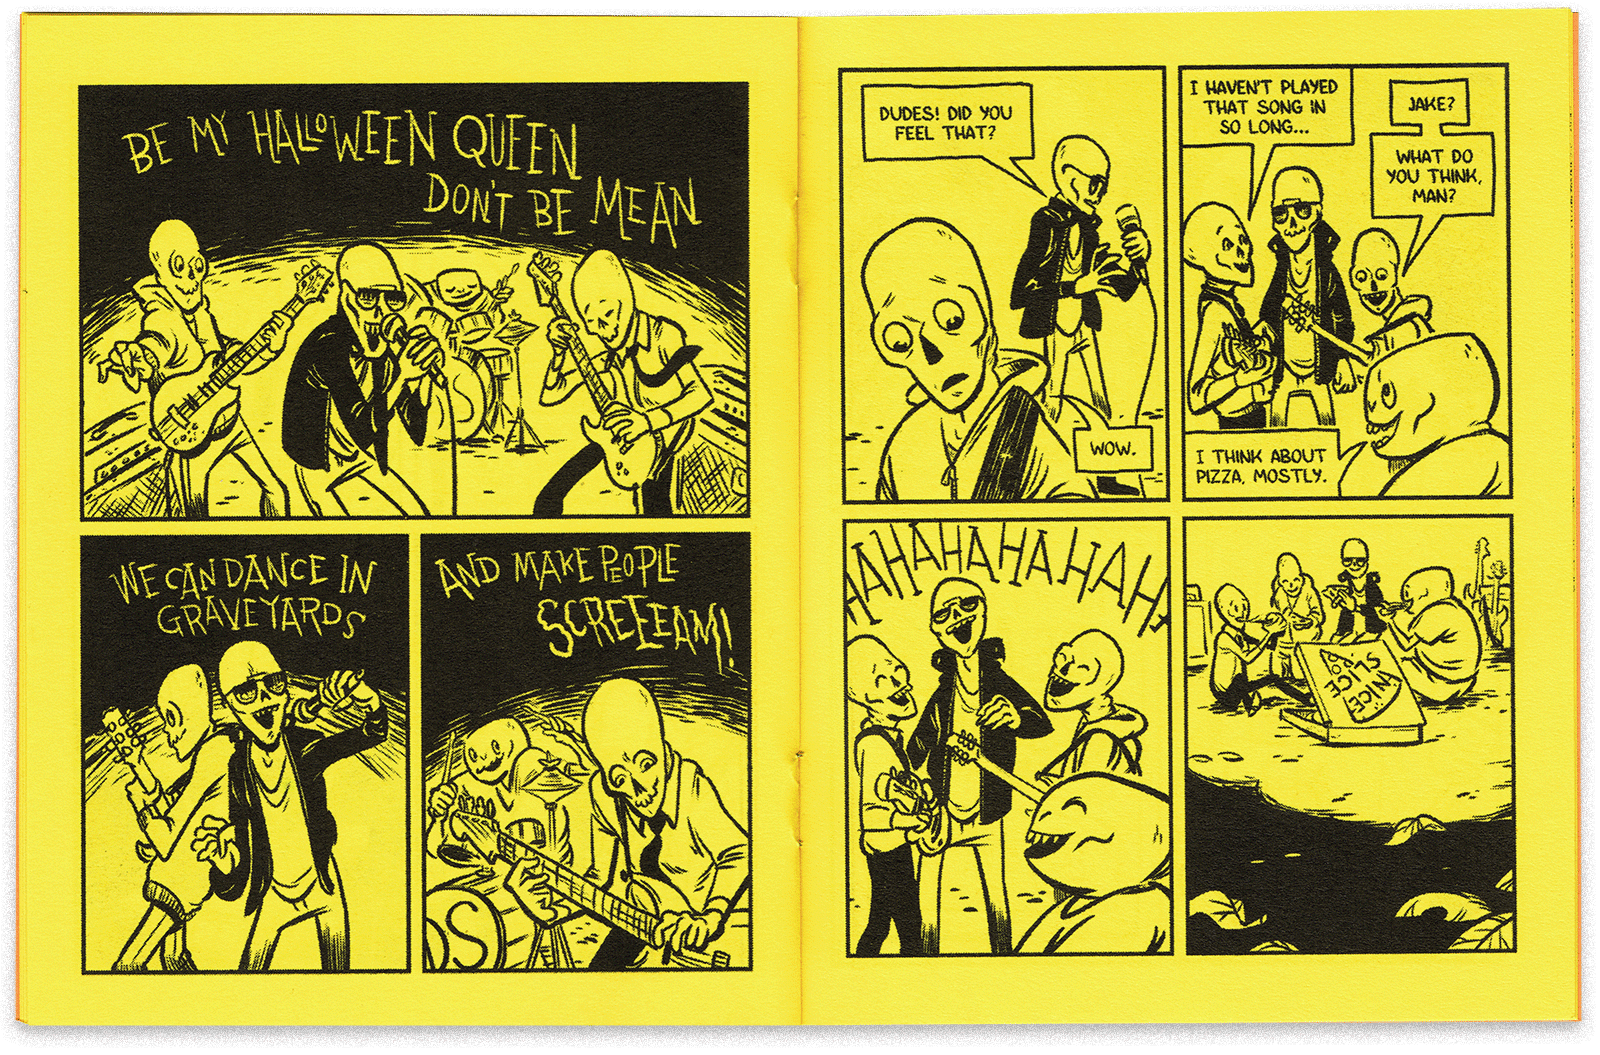 BE MY HALLOWEEN QUEEN
DON'T BE MEAN
WE CAN DANCE IN
GRAVEYARDS
AND MAKE PEOPLE
SCREEEAM!
DS
DUDES! DID YOU
FEEL THAT?
WOW.
I HAVEN'T PLAYED
THAT SONG IN
SO LONG...
JAKE?
WHAT DO
YOU THINK,
MAN?
I THINK ABOUT
PIZZA, MOSTLY.
HAHAHAHAHAHAHA
NICE
SLICE